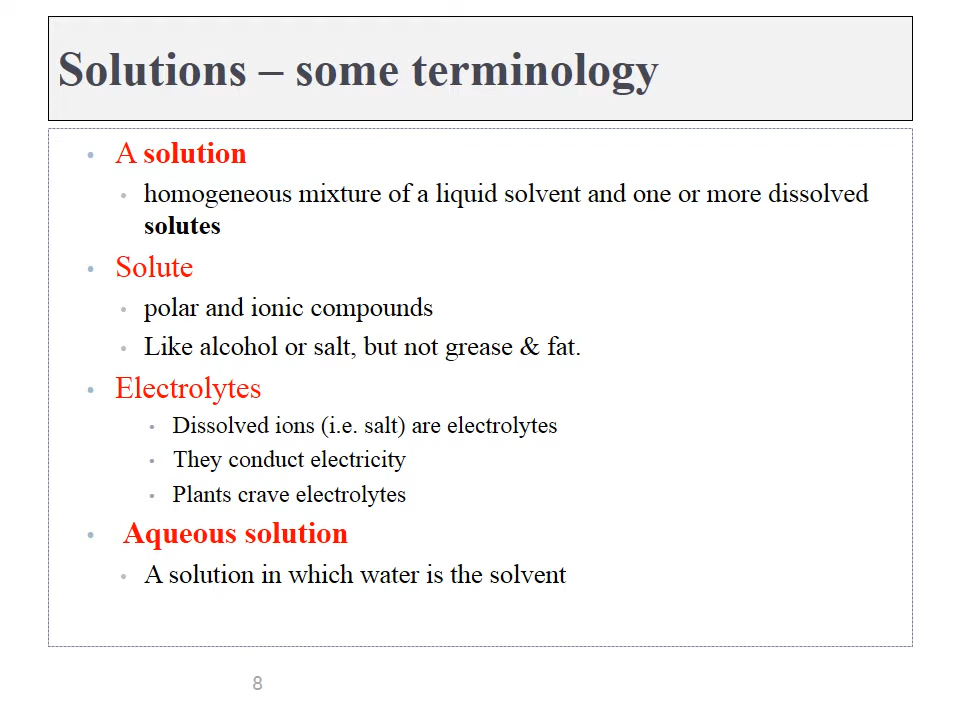 Solutions – some terminology
• A solution
• homogeneous mixture of a liquid solvent and one or more dissolved
solutes
• Solute
• polar and ionic compounds
• Like alcohol or salt, but not grease & fat.
• Electrolytes
• Dissolved ions (i.e. salt) are electrolytes
• They conduct electricity
• Plants crave electrolytes
• Aqueous solution
• A solution in which water is the solvent
8